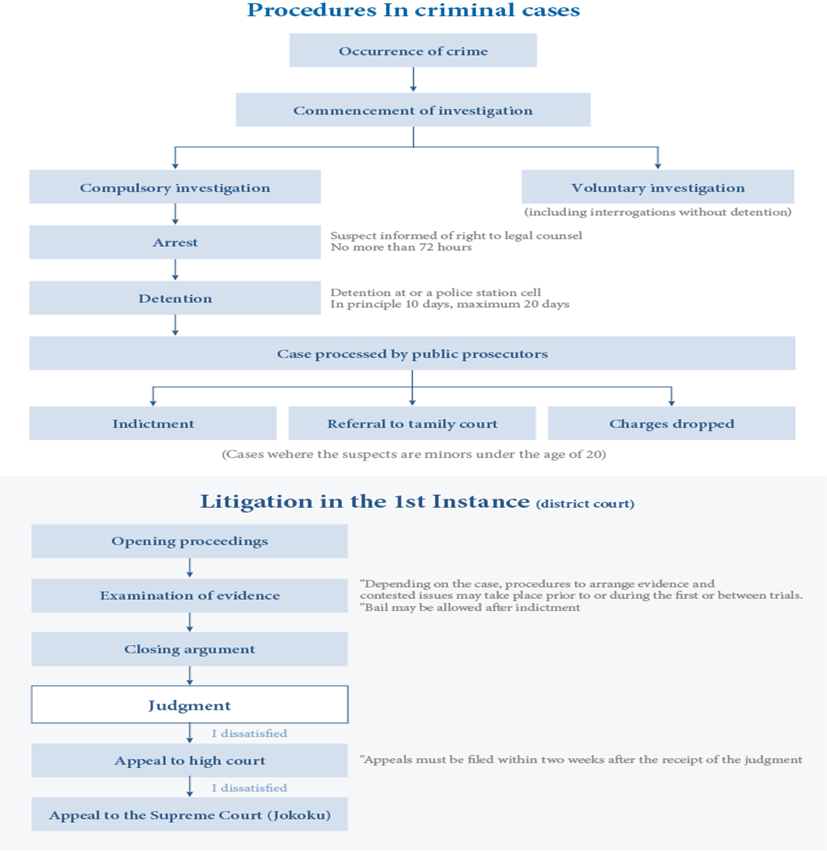 Procedures In criminal cases
Occurrence of crime
Commencement of investigation
Compulsory investigation
Voluntary investigation
(including interrogations without detention)
Arrest
Suspect informed of right to legal counsel
No more than 72 hours
Detention
Detention at or a police station cell
In principle 10 days, maximum 20 days
Case processed by public prosecutors
Indictment
Referral to tamily court
Charges dropped
(Cases wehere the suspects are minors under the age of 20)
Litigation in the 1st Instance (district court)
Opening proceedings
Examination of evidence
"Depending on the case, procedures to arrange evidence and
contested issues may take place prior to or during the first or between trials.
"Bail may be allowed after indictment
Closing argument
Judgment
I dissatisfied
Appeal to high court
"Appeals must be filed within two weeks after the receipt of the judgment
I dissatisfied
Appeal to the Supreme Court (Jokoku)